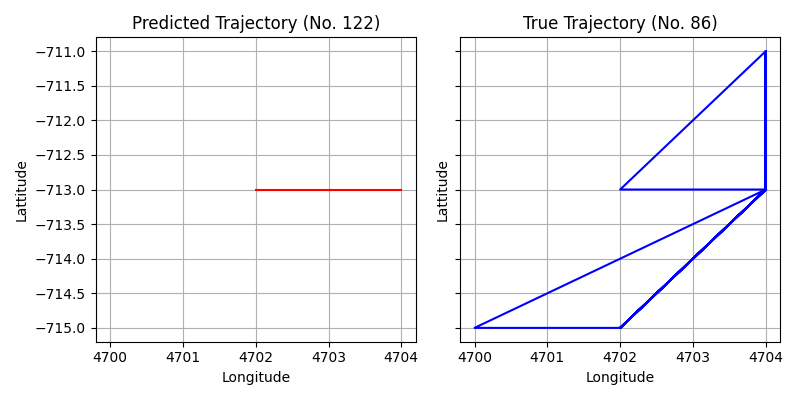 Predicted Trajectory (No. 122)
True Trajectory (No. 86)
−711.0
−711.5
−712.0
−712.5
−713.0
−713.5
−714.0
−714.5
−715.0
Lattitude
Lattitude
4700 4701 4702 4703 4704
4700 4701 4702 4703 4704
Longitude
Longitude